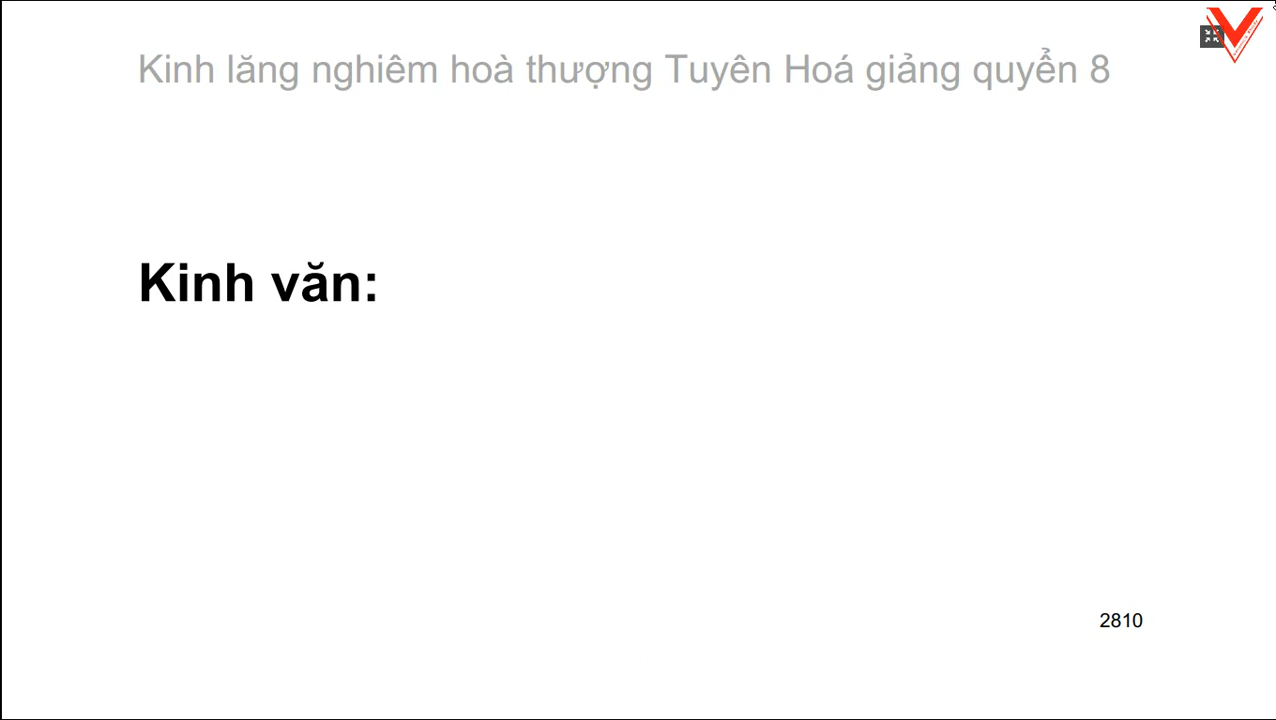 Kinh lăng nghiêm hoà thượng Tuyên Hoá giảng quyển 8
Kinh văn:
2810